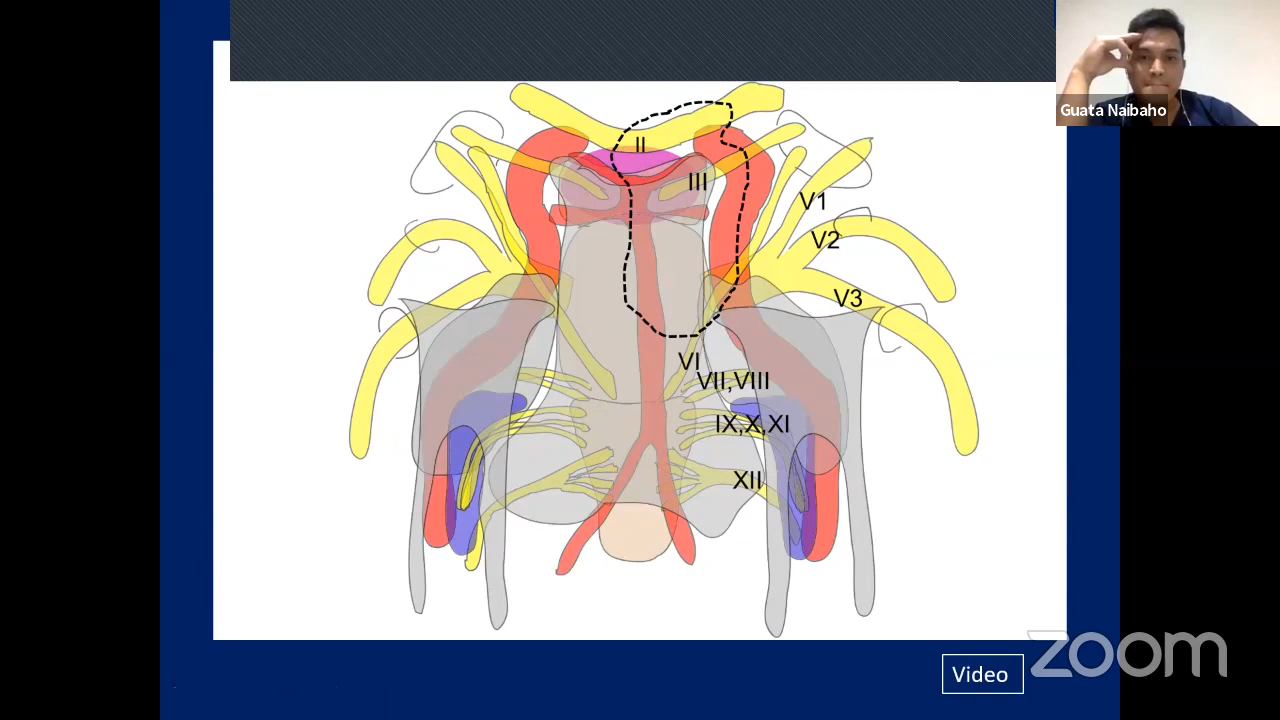 Guata Naibaho
II
III
V1
V2
V3
VI
VII,VIII
IX,X,XI
XII
zoom
Video